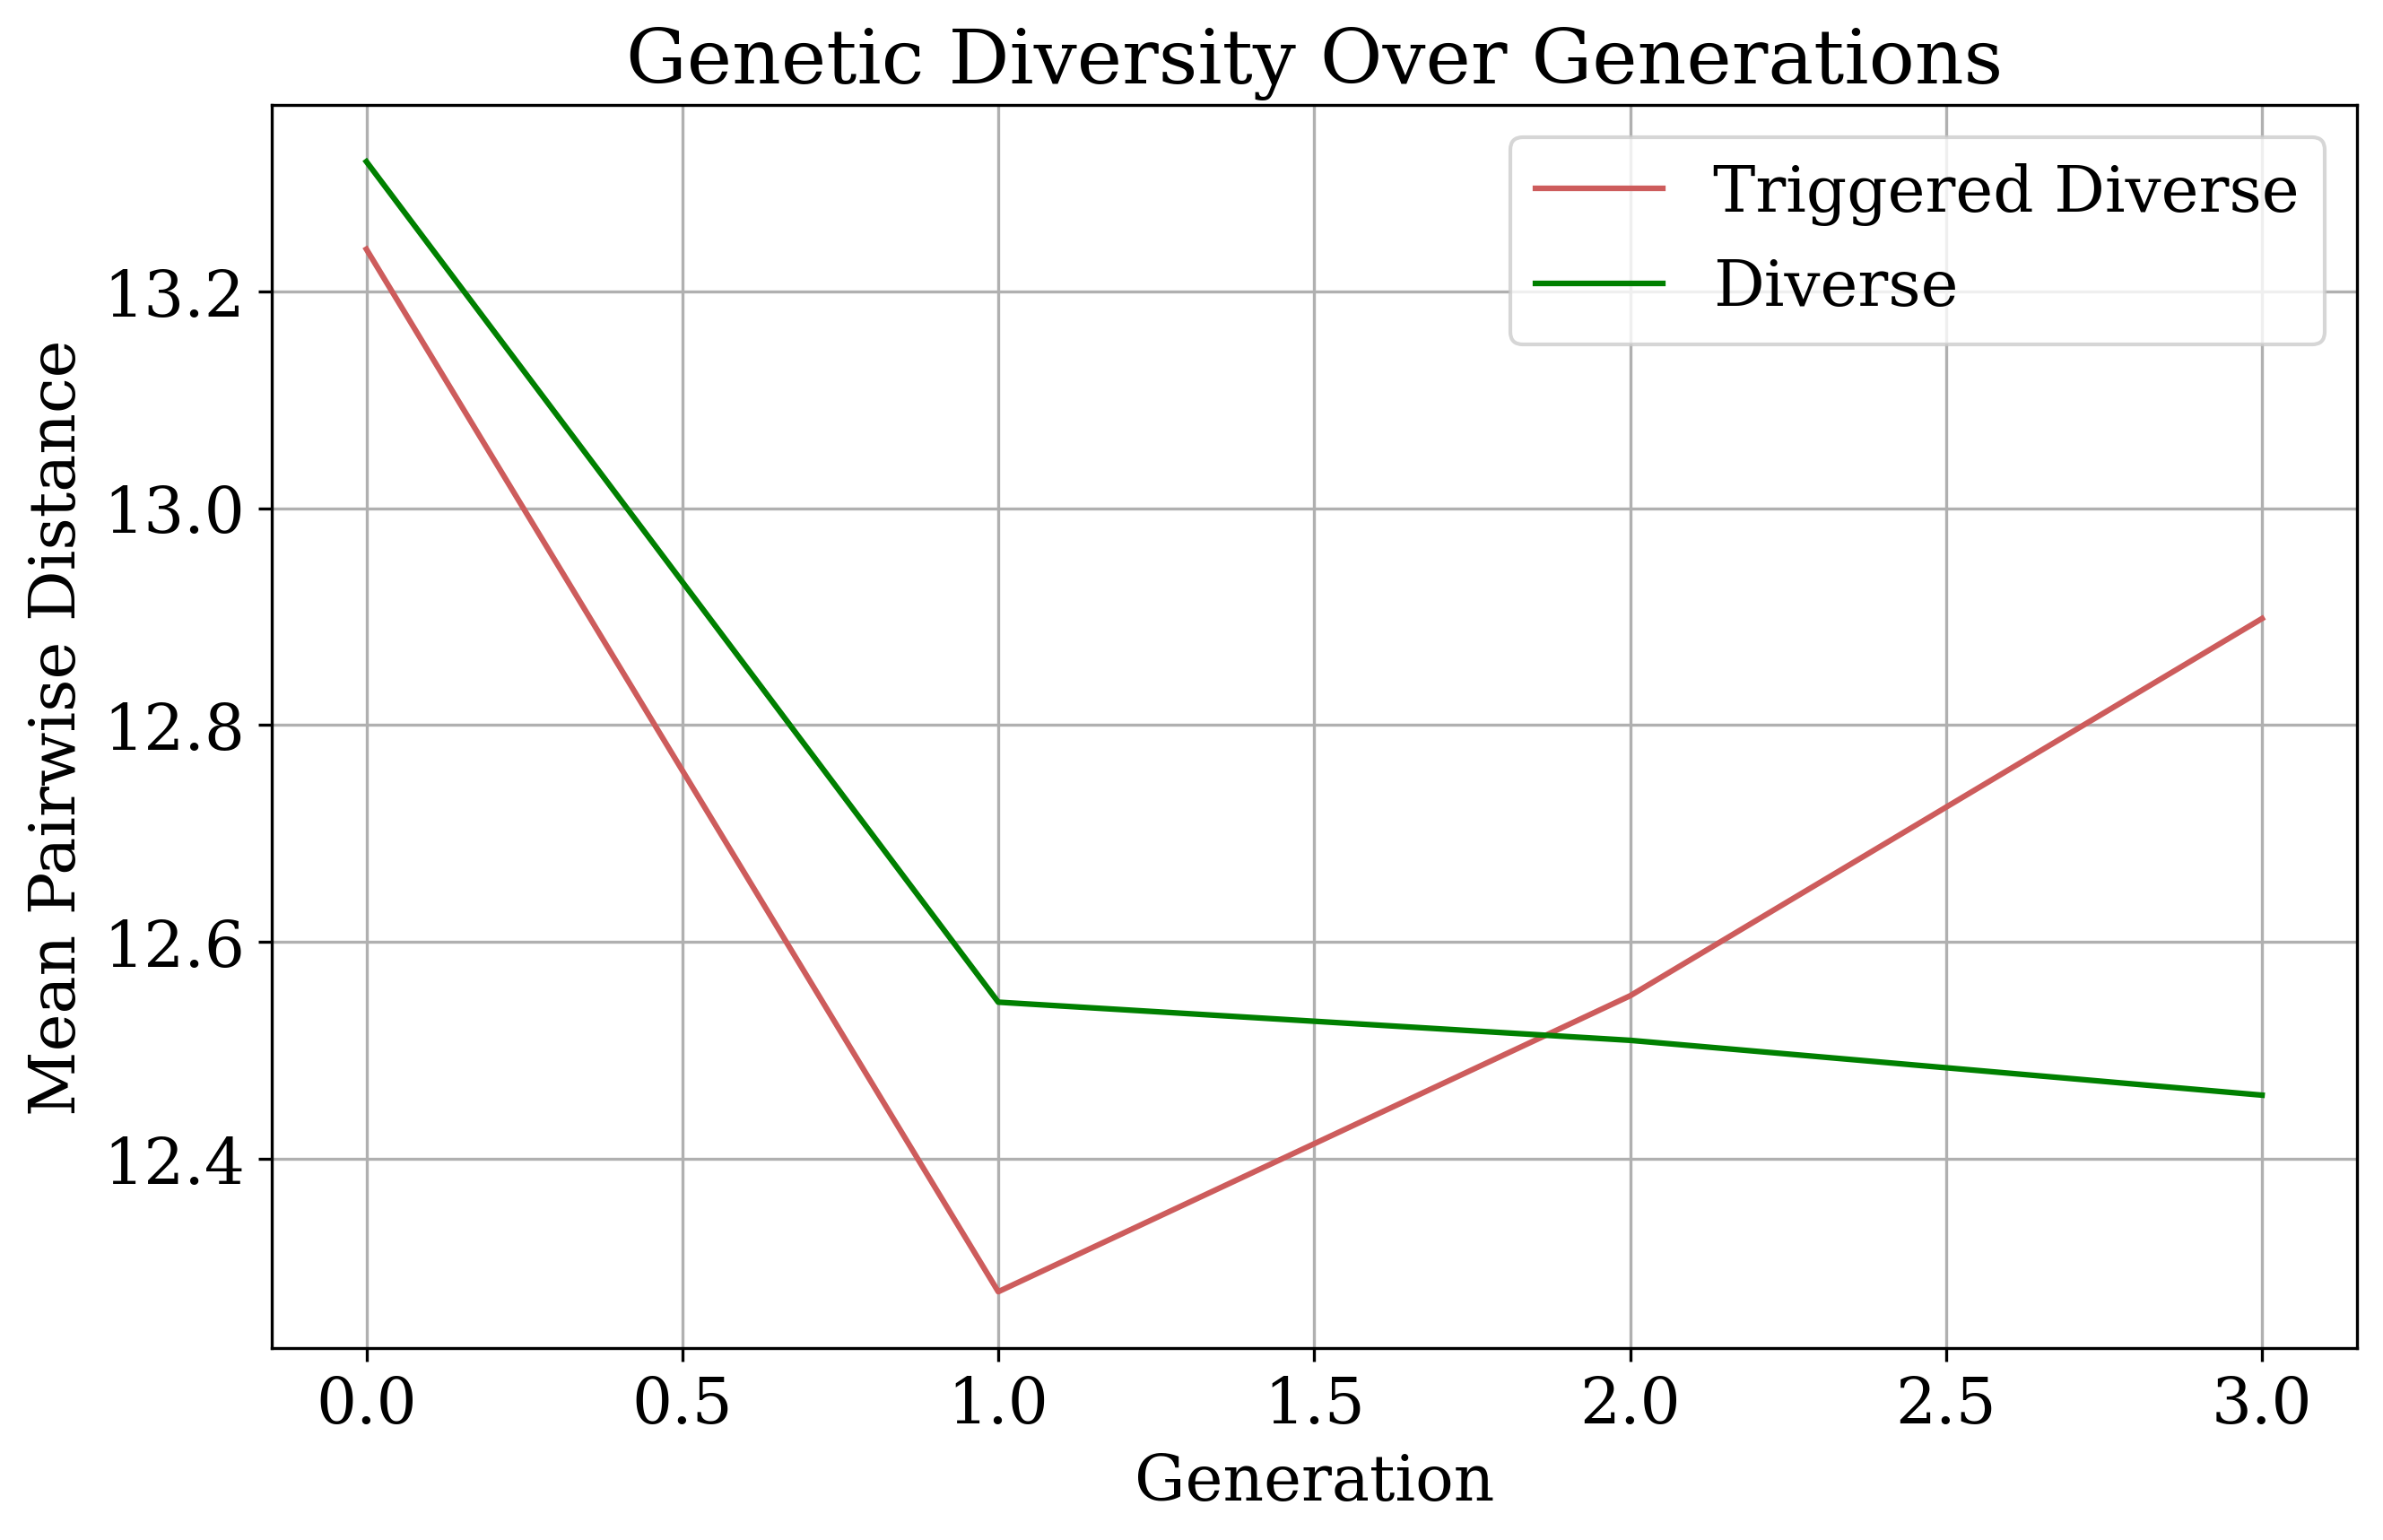 Genetic Diversity Over Generations
Triggered Diverse
Diverse
Mean Pairwise Distance
13.2
13.0
12.8
12.6
12.4
0.0 0.5 1.0 1.5 2.0 2.5 3.0
Generation